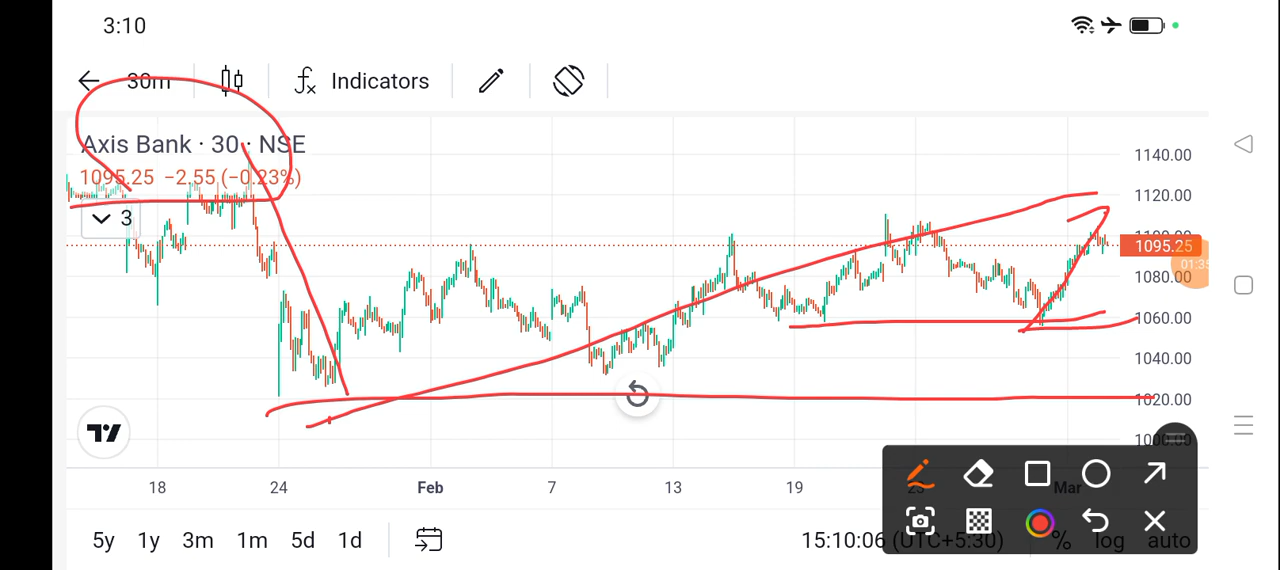 3:10
30m Indicators
Axis Bank · 30 · NSE
1095.25 −2.55 (−0.23%)
3
1140.00
1120.00
1095.25
01:35
1080.00
1060.00
1040.00
1020.00
18 24 Feb 7 13 19 Mar
5y 1y 3m 1m 5d 1d 15:10:06 (UTC+5:30) % log auto